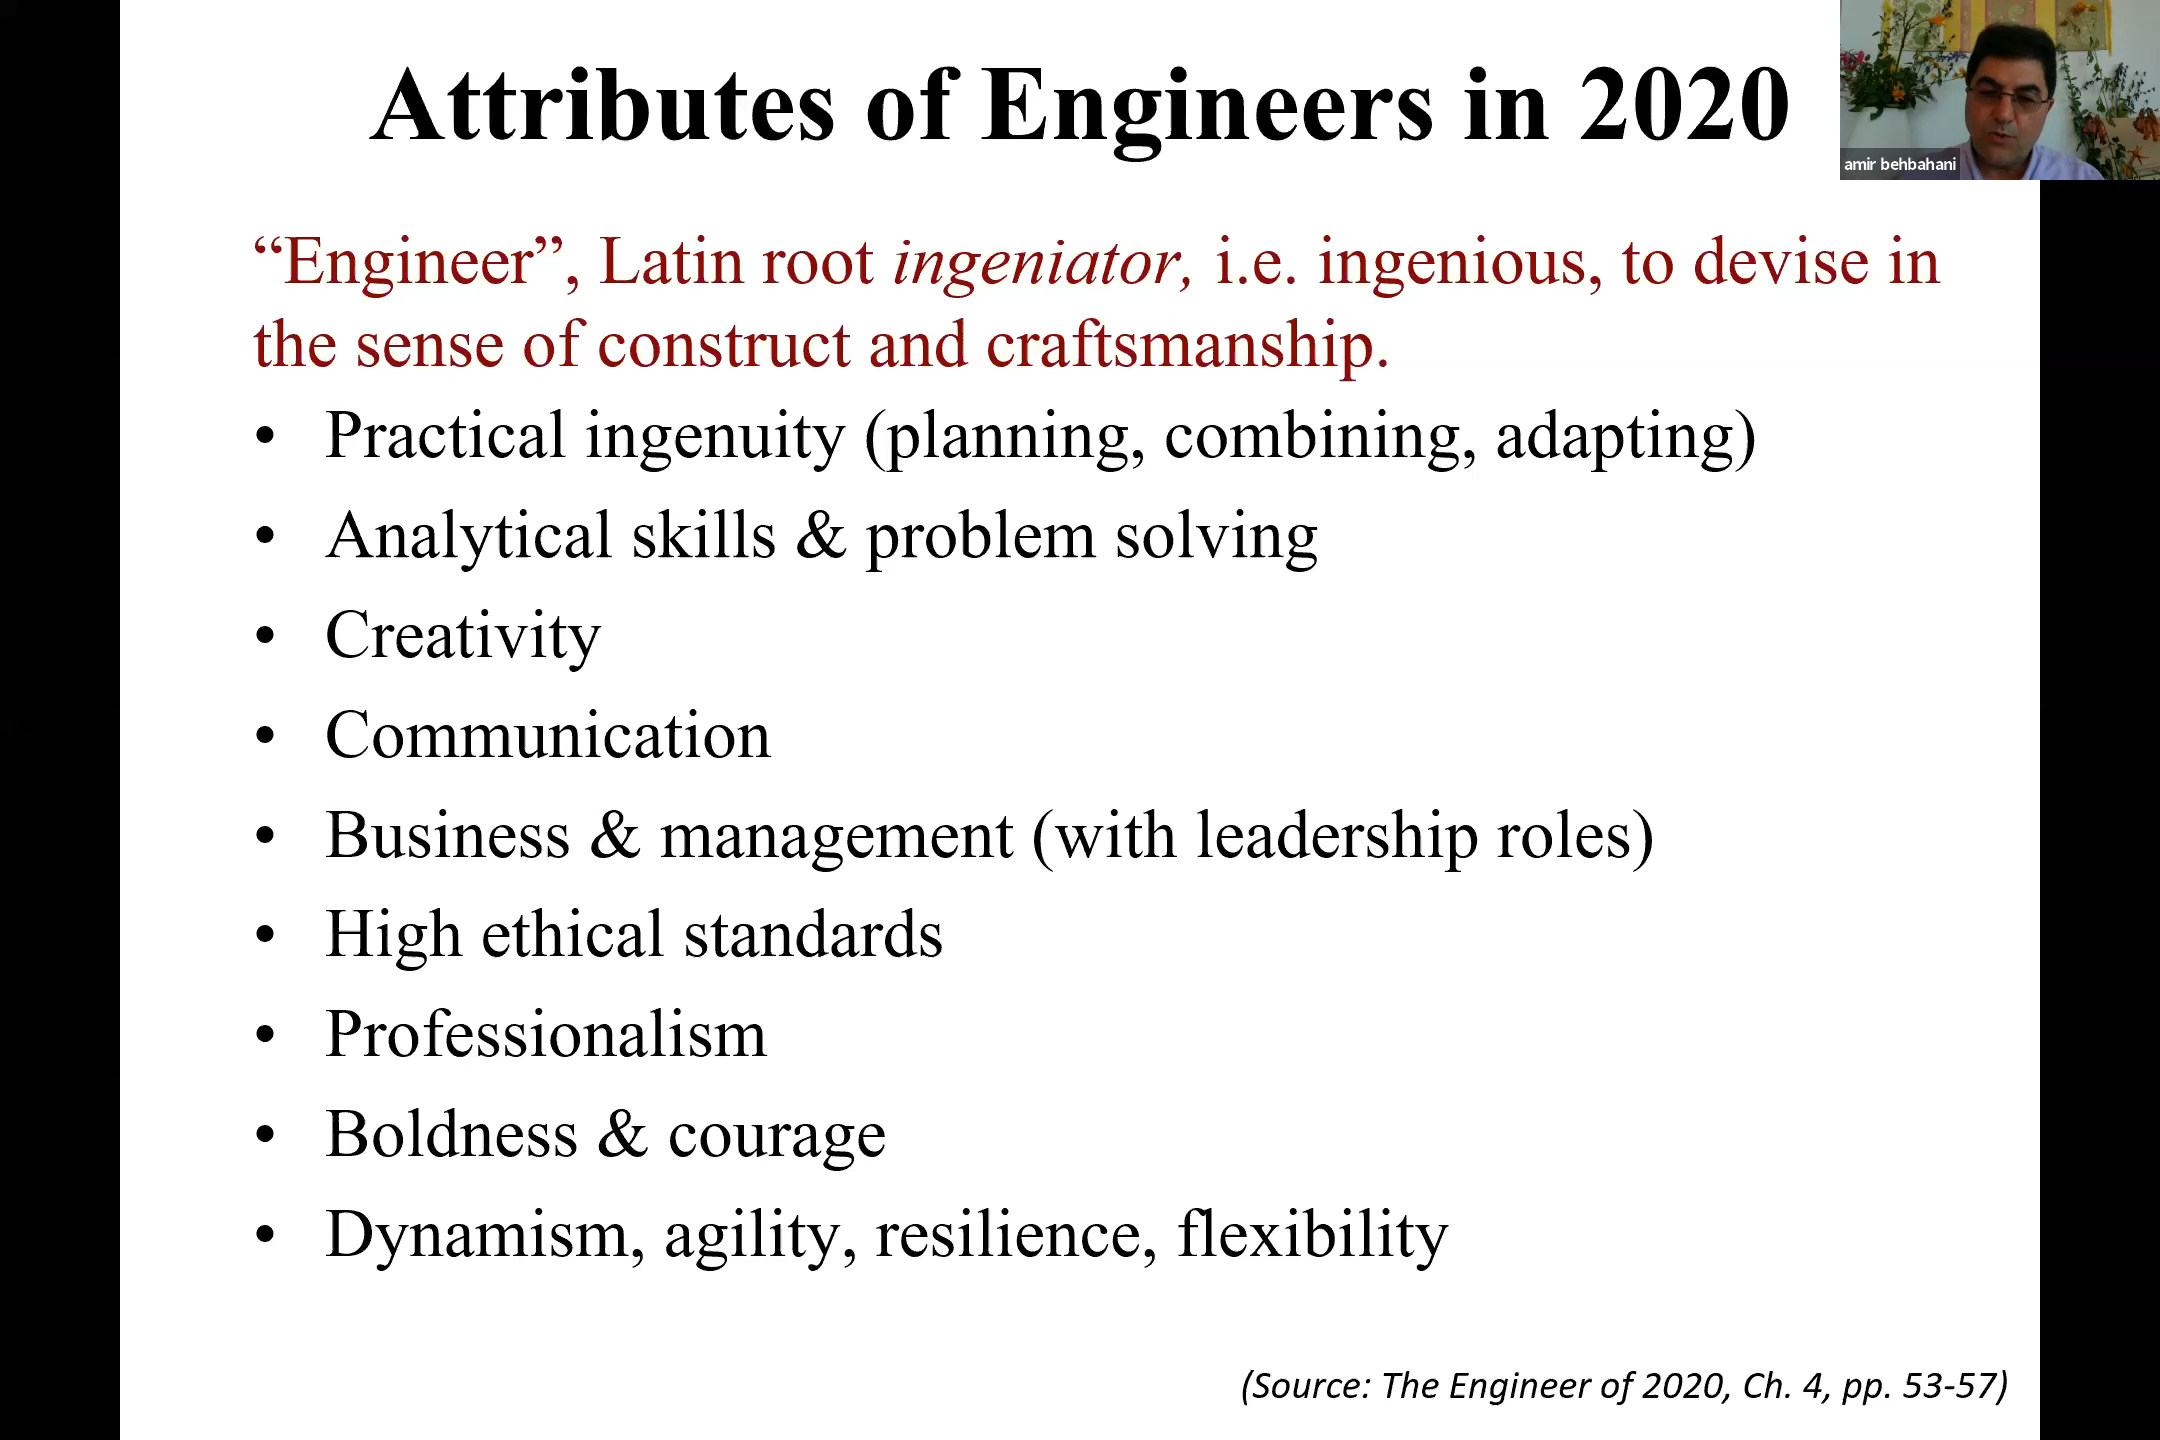 Attributes of Engineers in 2020
amir behbahani
“Engineer”, Latin root ingeniator, i.e. ingenious, to devise in
the sense of construct and craftsmanship.
• Practical ingenuity (planning, combining, adapting)
• Analytical skills & problem solving
• Creativity
• Communication
• Business & management (with leadership roles)
• High ethical standards
• Professionalism
• Boldness & courage
• Dynamism, agility, resilience, flexibility
(Source: The Engineer of 2020, Ch. 4, pp. 53-57)